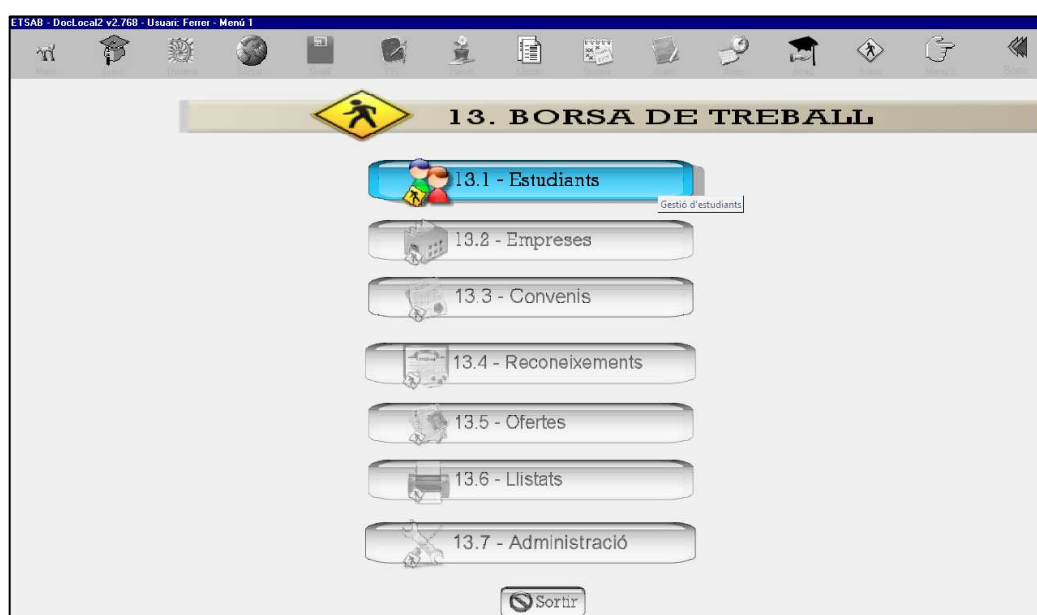 ETSAB - DocLocal2 v2.768 - Usuari: Ferrer - Menú 1
13. BORSA DE TREBALL
13.1 - Estudiants
Gestió d'estudiants
13.2 - Empreses
13.3 - Convenis
13.4 - Reconeixements
13.5 - Ofertes
13.6 - Llistats
13.7 - Administració
Sortir